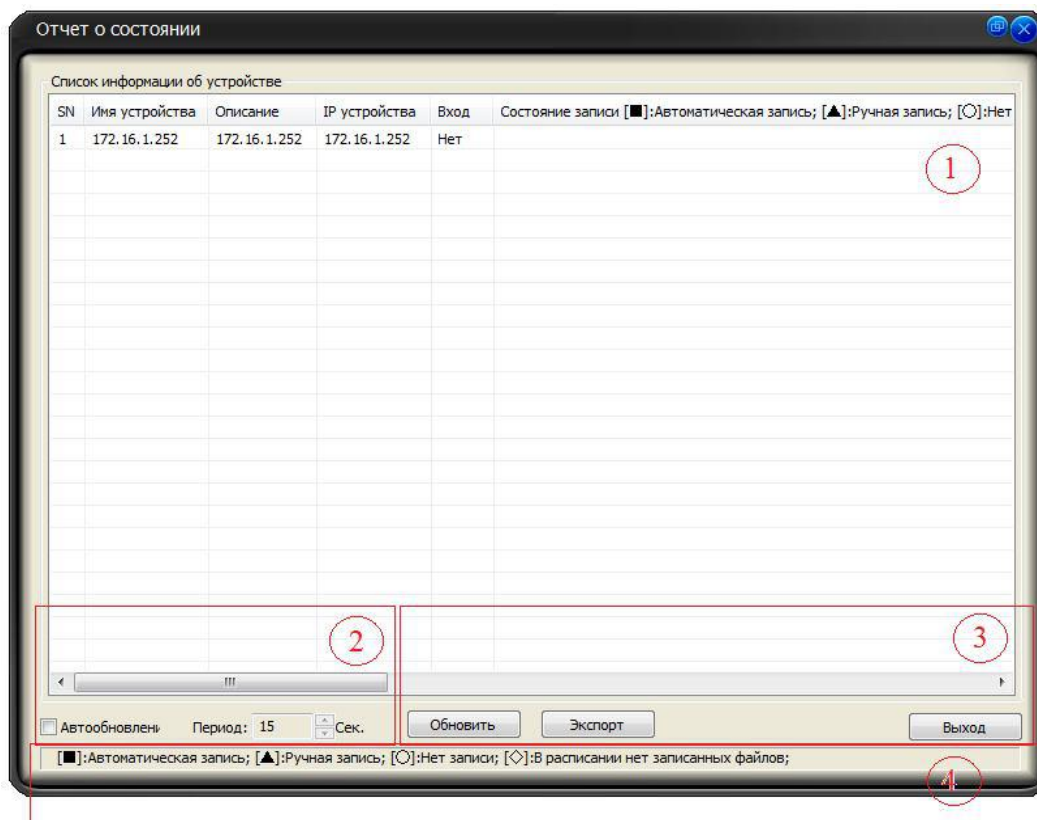 Отчет о состоянии
Список информации об устройстве
SN Имя устройства Описание IP устройства Вход Состояние записи [■]:Автоматическая запись; [▲]:Ручная запись; [○]:Нет
1 172.16.1.252 172.16.1.252 172.16.1.252 Нет
1
2
3
Автообновлени Период: 15 Сек. Обновить Экспорт Выход
[■]:Автоматическая запись; [▲]:Ручная запись; [○]:Нет записи; [◇]:В расписании нет записанных файлов;
4